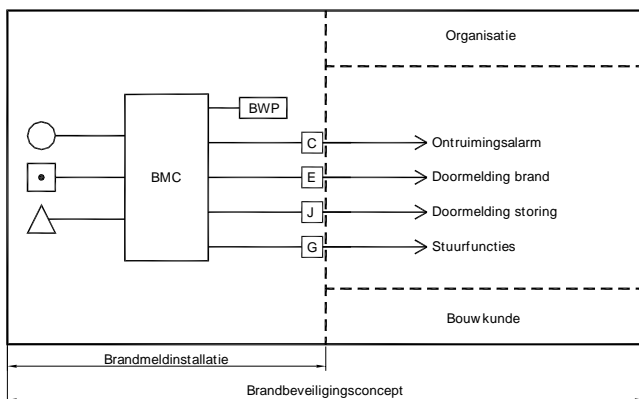 Organisatie
BWP
C
Ontruimingsalarm
BMC
E
Doormelding brand
J
Doormelding storing
G
Stuurfuncties
Bouwkunde
Brandmeldinstallatie
Brandbeveiligingsconcept